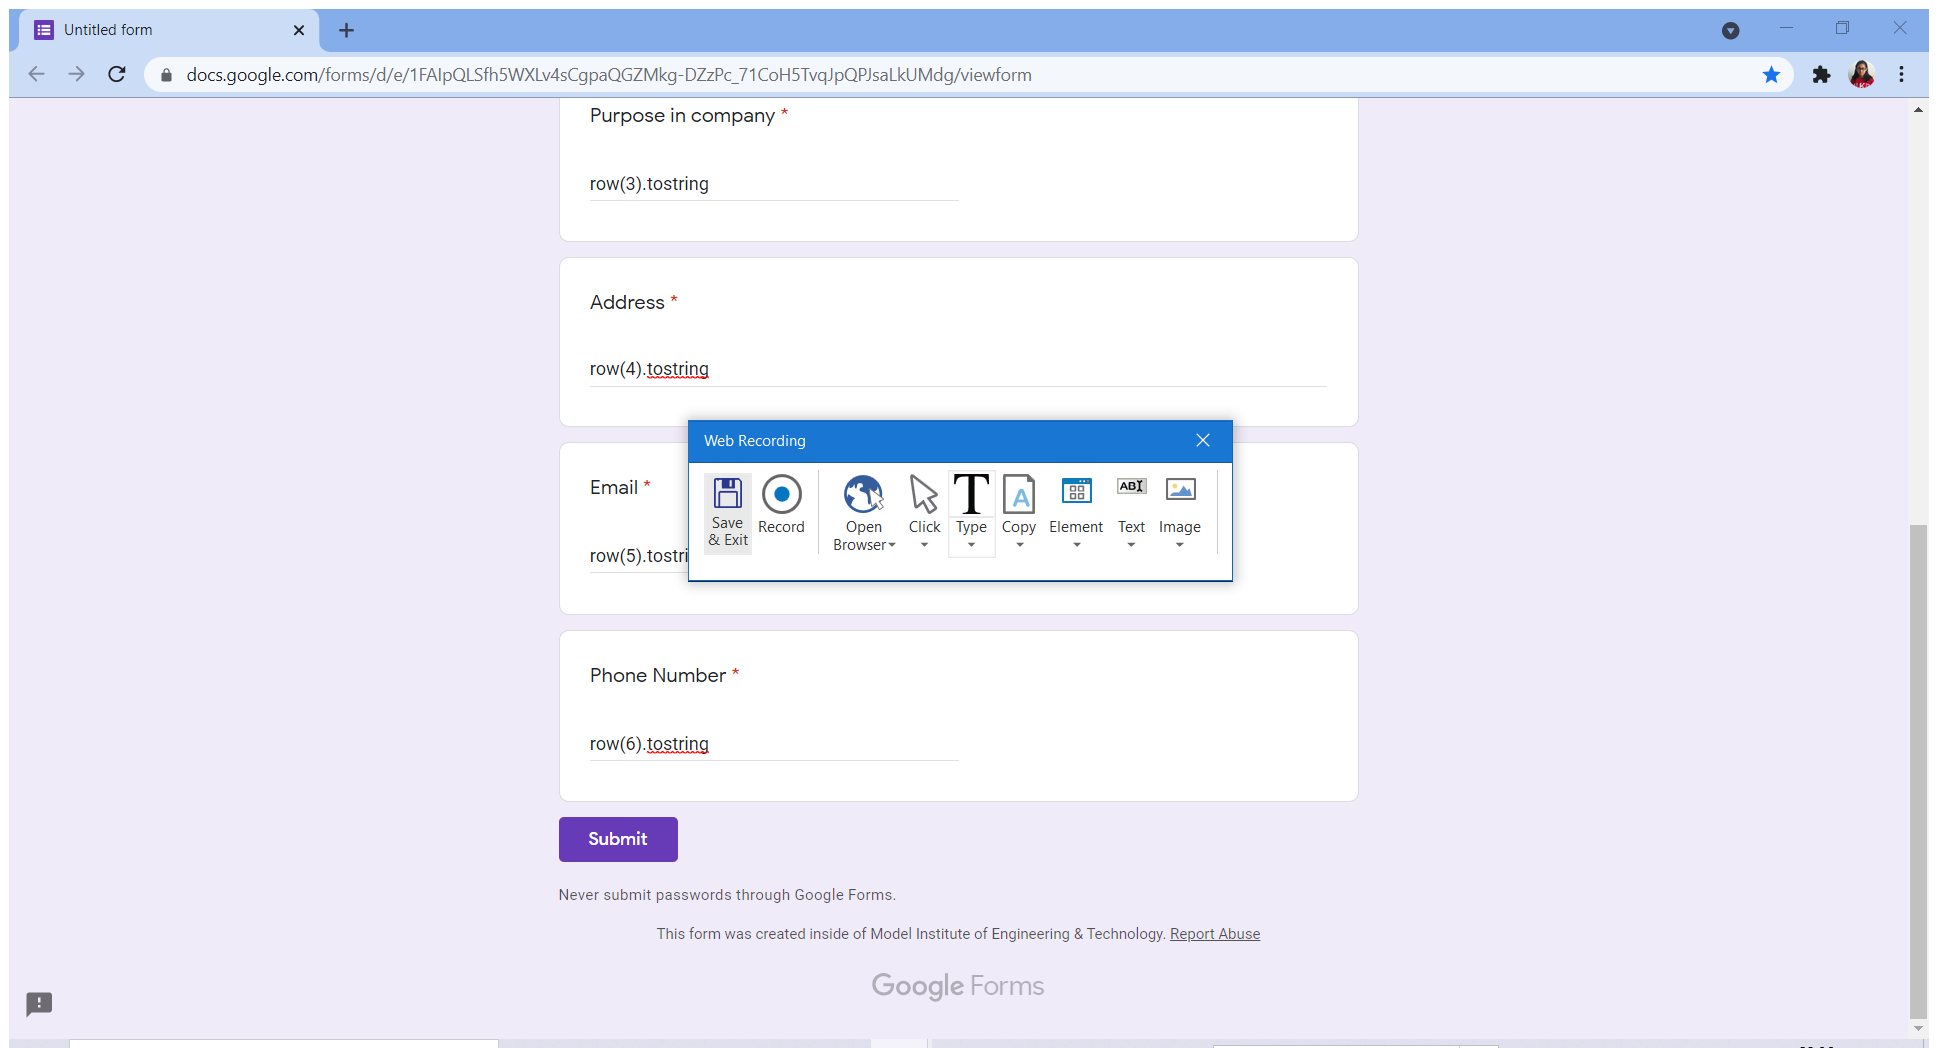 Untitled form
docs.google.com/forms/d/e/1FAIpQLSfh5WXLv4sCgpaQGZMkg-DZzPc_71CoH5TvqJpQPJsaLkUMdg/viewform
Purpose in company *
row(3).tostring
Address *
row(4).tostring
Web Recording
Email *
Save & Exit
Record
Open Browser
Click
Type
Copy
Element
Text
Image
row(5).tostri
Phone Number *
row(6).tostring
Submit
Never submit passwords through Google Forms.
This form was created inside of Model Institute of Engineering & Technology. Report Abuse
Google Forms